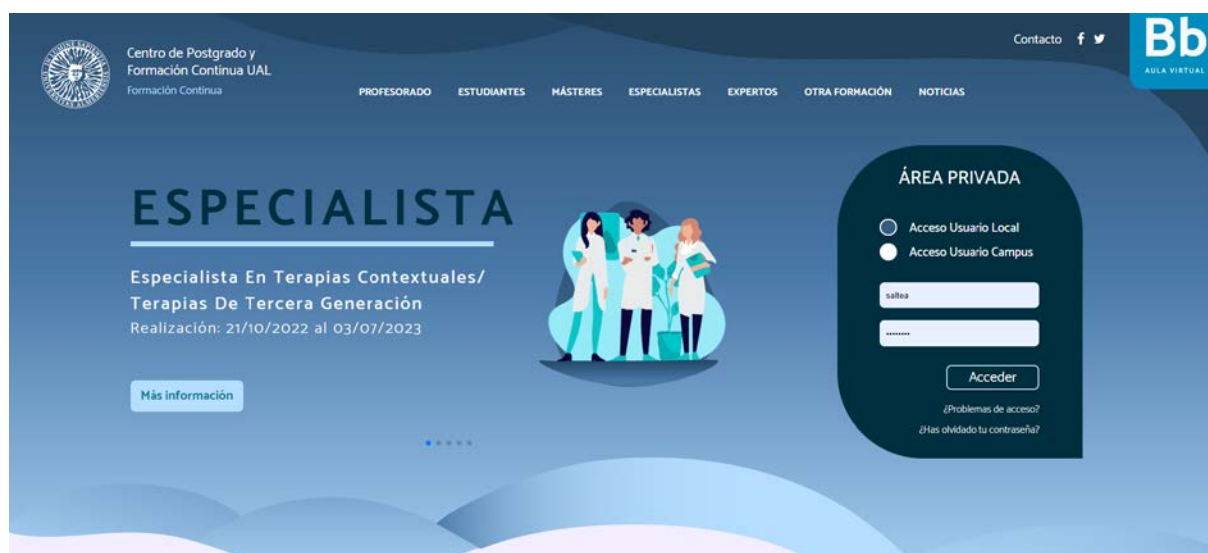 Contacto
Bb
AULA VIRTUAL
Centro de Postgrado y
Formación Continua UAL
Formación Continua
PROFESORADO ESTUDIANTES MÁSTERES ESPECIALISTAS EXPERTOS OTRA FORMACIÓN NOTICIAS
ESPECIALISTA
Especialista En Terapias Contextuales/
Terapias De Tercera Generación
Realización: 21/10/2022 al 03/07/2023
Más información
ÁREA PRIVADA
Acceso Usuario Local
Acceso Usuario Campus
saltea
••••••••
Acceder
¿Problemas de acceso?
¿Has olvidado tu contraseña?